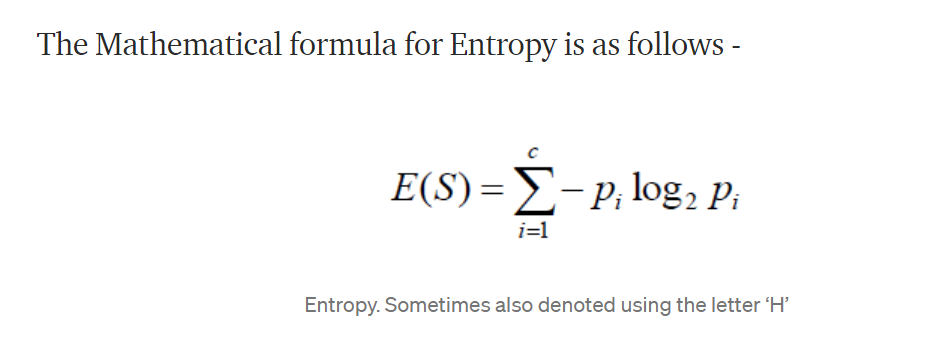 The Mathematical formula for Entropy is as follows -
E(S) = ∑_{i=1}^{c} − p_i log_2 p_i
Entropy. Sometimes also denoted using the letter ‘H’